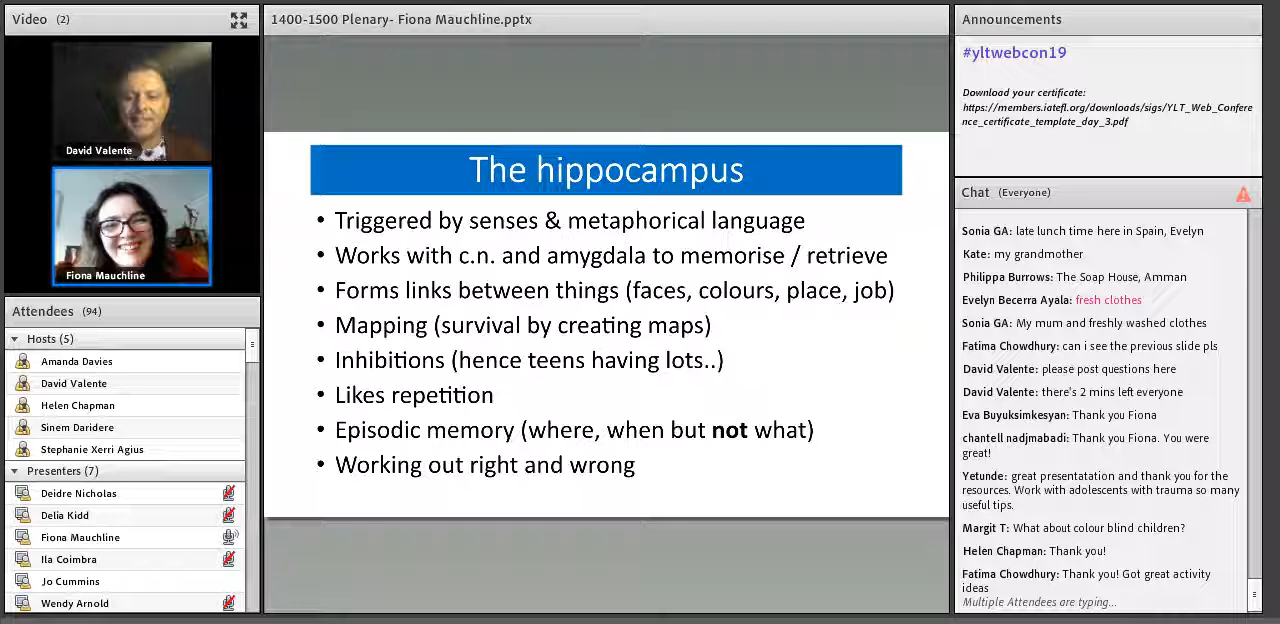 Video (2)
David Valente
Fiona Mauchline
Attendees (94)
Hosts (5)
Amanda Davies
David Valente
Helen Chapman
Sinem Daridere
Stephanie Xerri Agius
Presenters (7)
Deidre Nicholas
Delia Kidd
Fiona Mauchline
Ila Coimbra
Jo Cummins
Wendy Arnold
1400-1500 Plenary- Fiona Mauchline.pptx
The hippocampus
• Triggered by senses & metaphorical language
• Works with c.n. and amygdala to memorise / retrieve
• Forms links between things (faces, colours, place, job)
• Mapping (survival by creating maps)
• Inhibitions (hence teens having lots..)
• Likes repetition
• Episodic memory (where, when but not what)
• Working out right and wrong
Announcements
#yltwebcon19
Download your certificate:
https://members.iatefl.org/downloads/sigs/YLT_Web_Confere
nce_certificate_template_day_3.pdf
Chat (Everyone)
Sonia GA: late lunch time here in Spain, Evelyn
Kate: my grandmother
Philippa Burrows: The Soap House, Amman
Evelyn Becerra Ayala: fresh clothes
Sonia GA: My mum and freshly washed clothes
Fatima Chowdhury: can i see the previous slide pls
David Valente: please post questions here
David Valente: there's 2 mins left everyone
Eva Buyuksimkesyan: Thank you Fiona
chantell nadjmabadi: Thank you Fiona. You were
great!
Yetunde: great presentatation and thank you for the
resources. Work with adolescents with trauma so many
useful tips.
Margit T: What about colour blind children?
Helen Chapman: Thank you!
Fatima Chowdhury: Thank you! Got great activity
ideas
Multiple Attendees are typing...